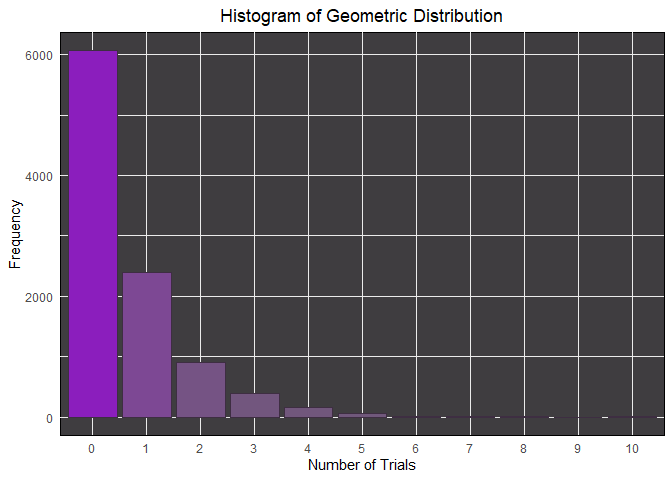 Histogram of Geometric Distribution
6000
4000
2000
0
Frequency
0 1 2 3 4 5 6 7 8 9 10
Number of Trials